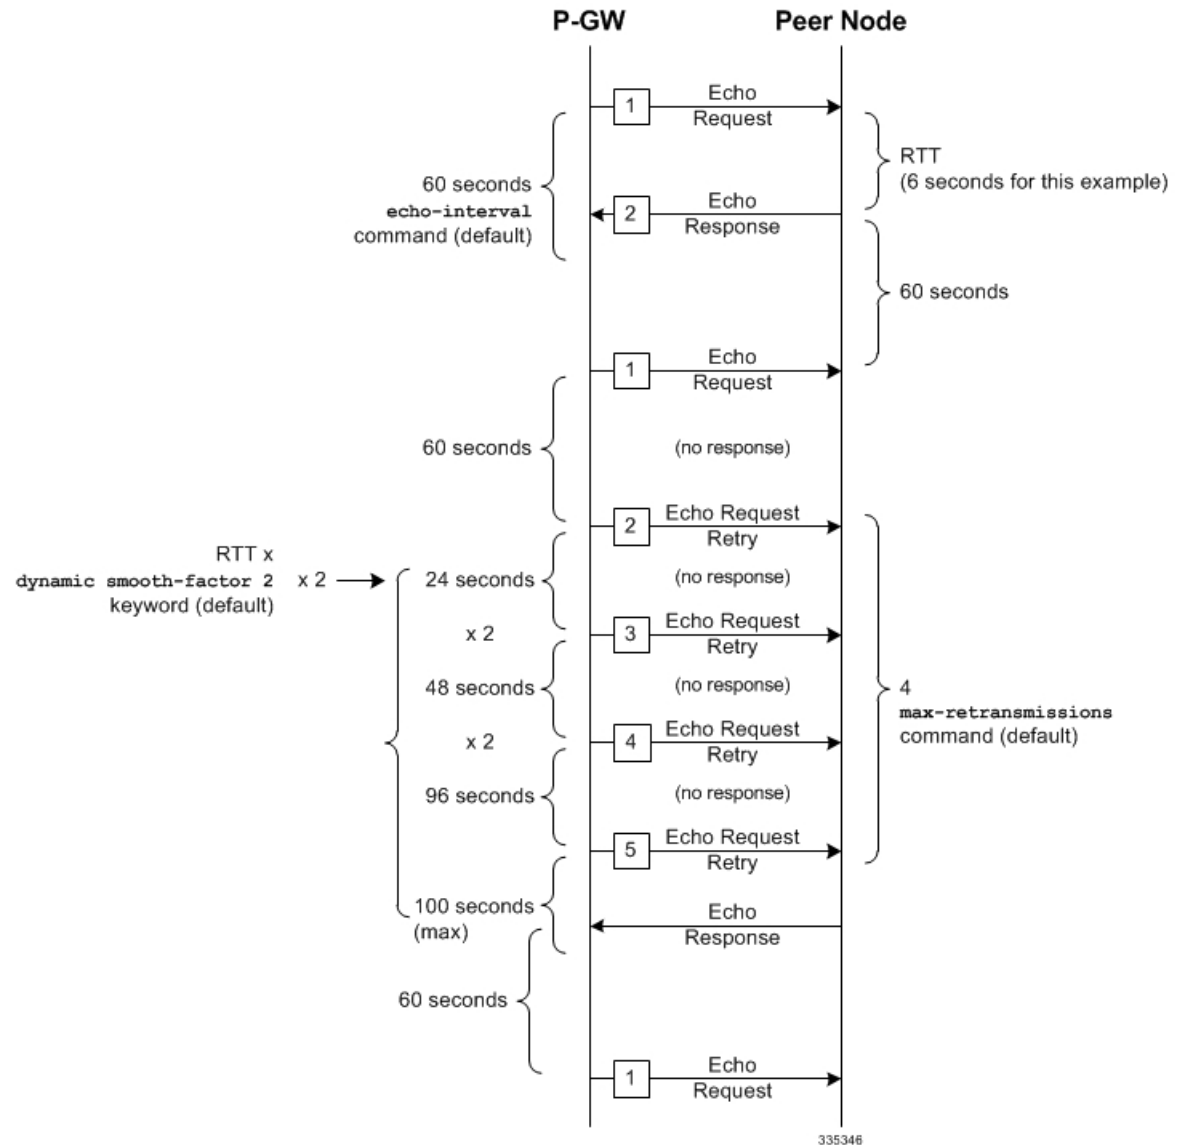 P-GW
Peer Node
1
Echo
Request
RTT
(6 seconds for this example)
60 seconds
echo-interval
command (default)
2
Echo
Response
60 seconds
1
Echo
Request
60 seconds
(no response)
2
Echo Request
Retry
RTT x
dynamic smooth-factor 2
keyword (default)
x 2
24 seconds
(no response)
x 2
3
Echo Request
Retry
48 seconds
(no response)
4
max-retransmissions
command (default)
x 2
4
Echo Request
Retry
96 seconds
(no response)
5
Echo Request
Retry
100 seconds
(max)
Echo
Response
60 seconds
1
Echo
Request
335346